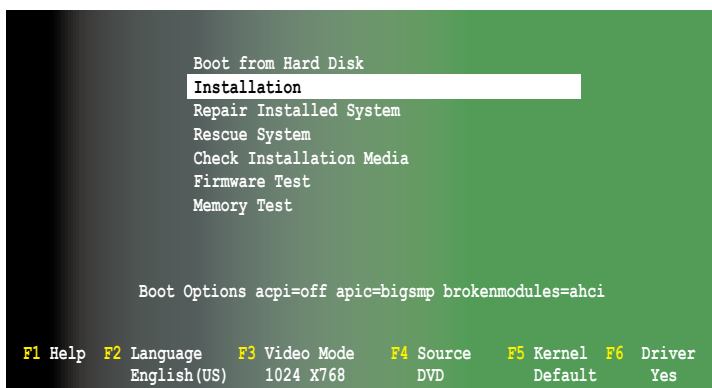 Boot from Hard Disk
Installation
Repair Installed System
Rescue System
Check Installation Media
Firmware Test
Memory Test
Boot Options acpi=off apic=bigsmp brokenmodules=ahci
F1 Help F2 Language F3 Video Mode F4 Source F5 Kernel F6 Driver
English(US) 1024 X768 DVD Default Yes